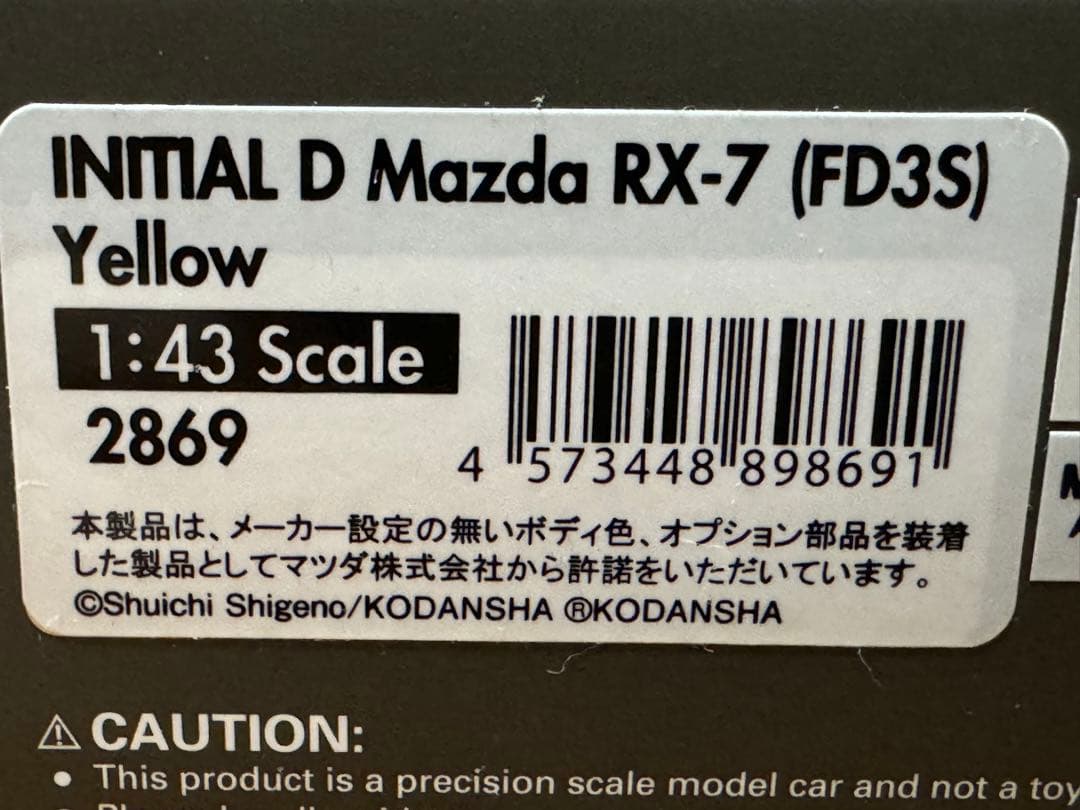 INITIAL D Mazda RX-7 (FD3S)
Yellow
1:43 Scale
2869
4 573448 898691
本製品は、メーカー設定の無いボディ色、オプション部品を装着
した製品としてマツダ株式会社から許諾をいただいています。
©Shuichi Shigeno/KODANSHA ®KODANSHA
⚠ CAUTION:
• This product is a precision scale model car and not a toy